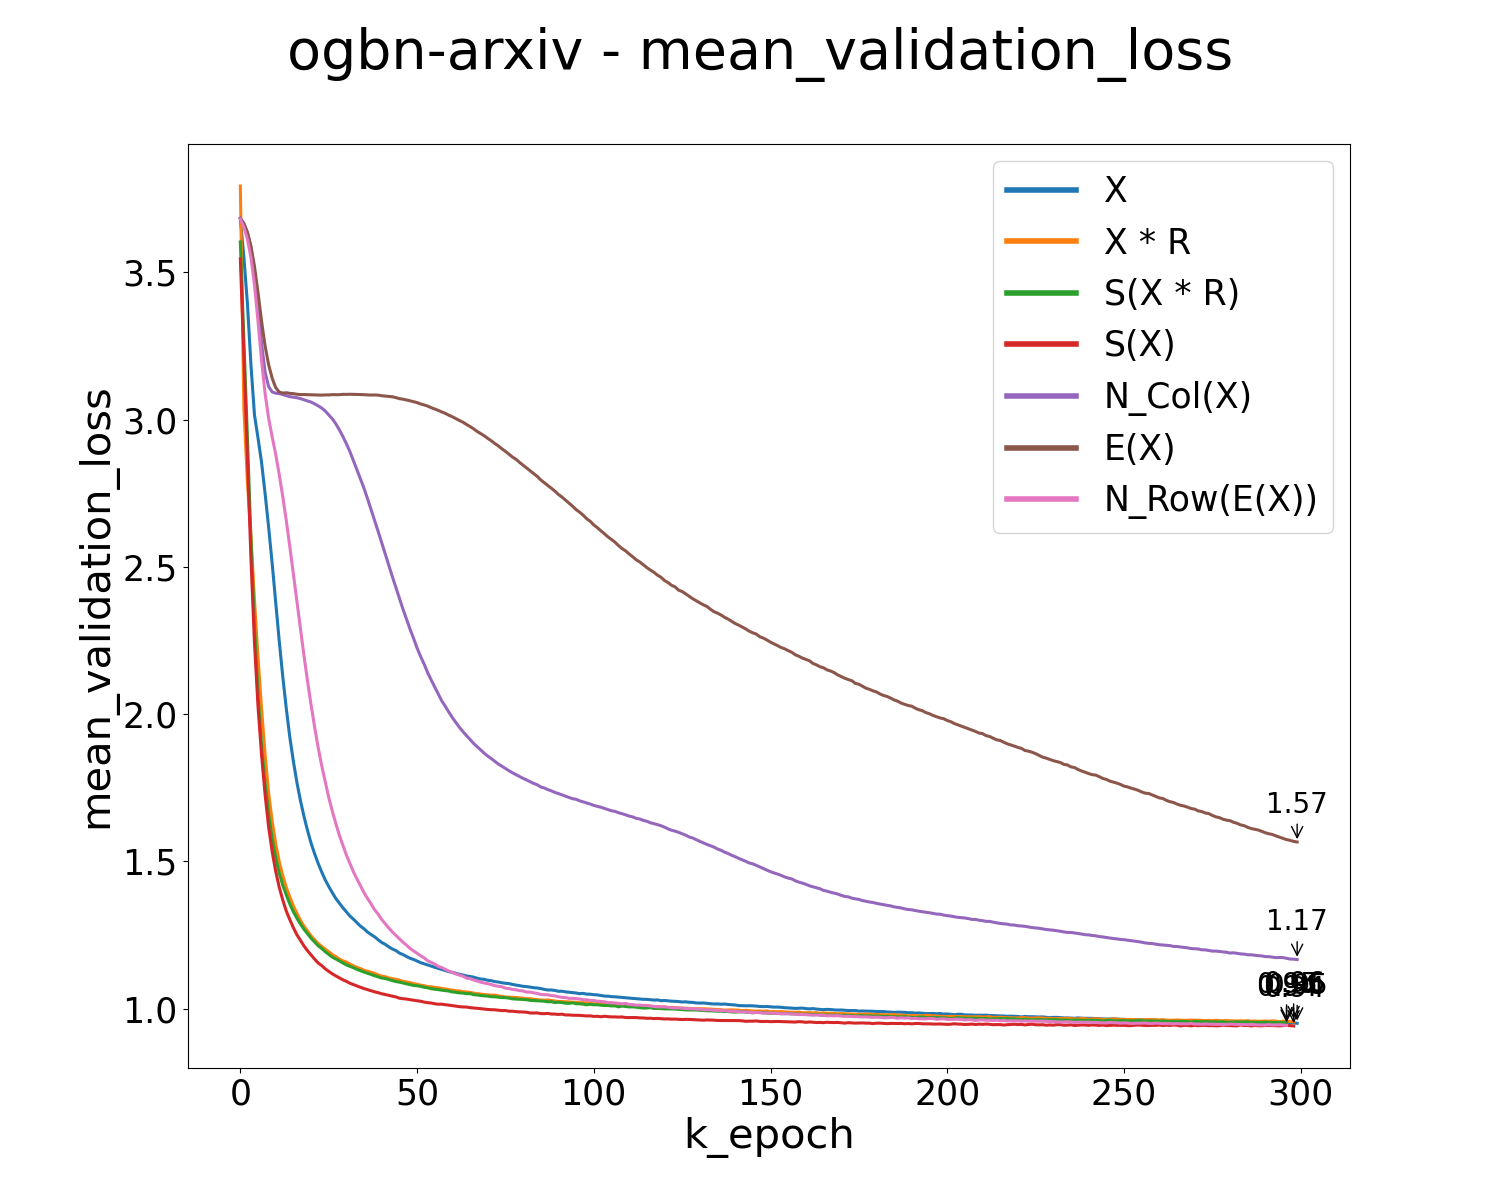 ogbn-arxiv - mean_validation_loss
mean_validation_loss
3.5
3.0
2.5
2.0
1.5
1.0
X
X * R
S(X * R)
S(X)
N_Col(X)
E(X)
N_Row(E(X))
1.57
1.17
0 50 100 150 200 250 300
k_epoch